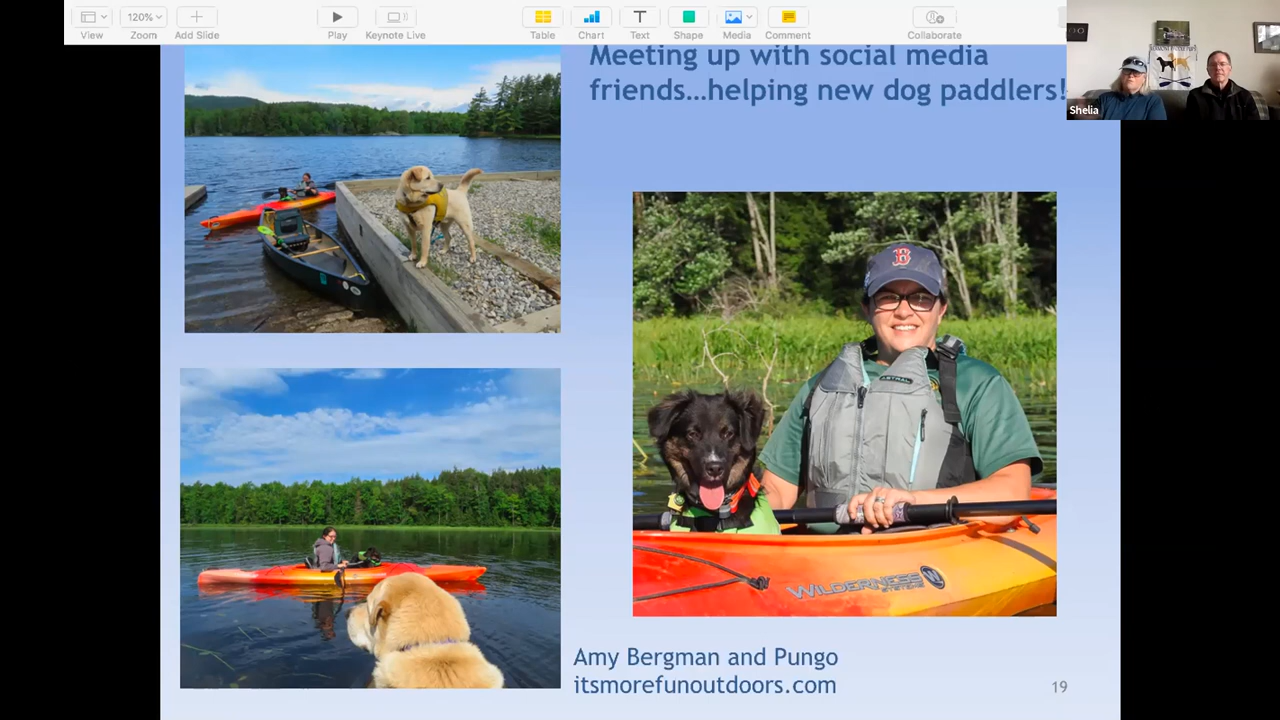 View
120%
Zoom
Add Slide
Play
Keynote Live
Table
Chart
T
Text
Shape
Media
Comment
Collaborate
Shelia
Meeting up with social media
friends...helping new dog paddlers!
B
ASTRAL
WILDERNESS
SYSTEMS
W
Amy Bergman and Pungo
itsmorefunoutdoors.com
19